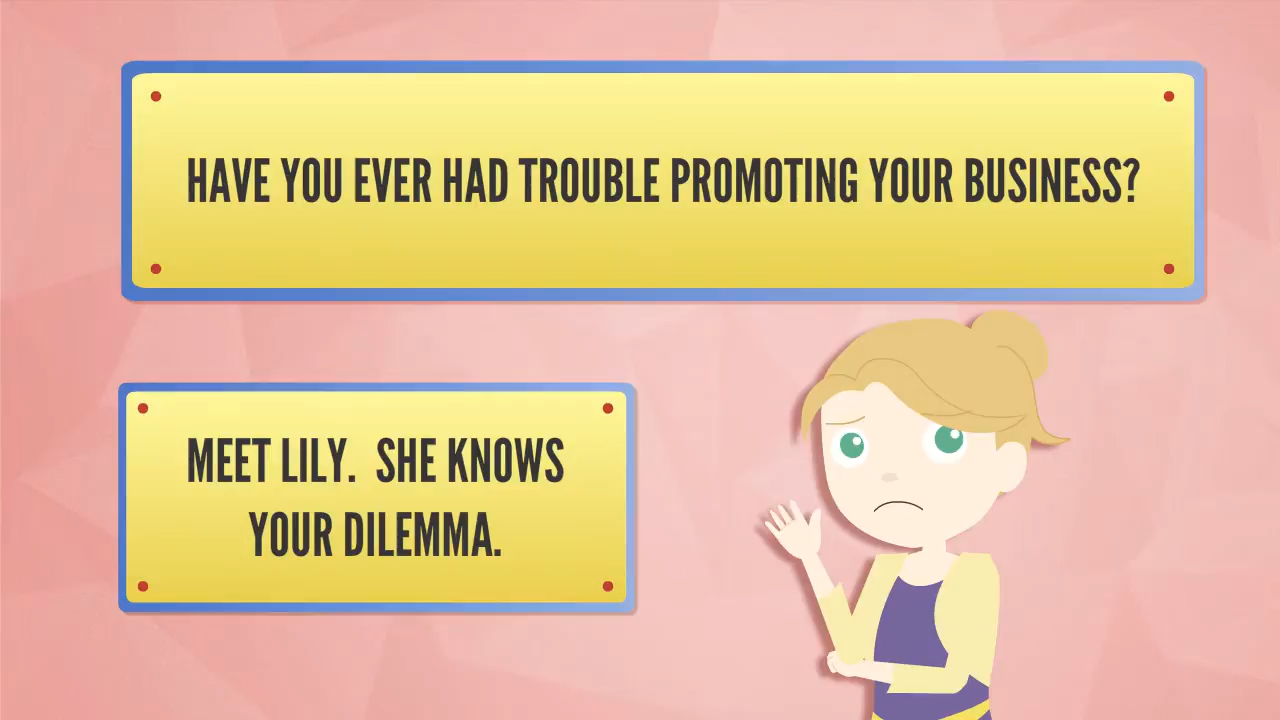 HAVE YOU EVER HAD TROUBLE PROMOTING YOUR BUSINESS?
MEET LILY. SHE KNOWS
YOUR DILEMMA.